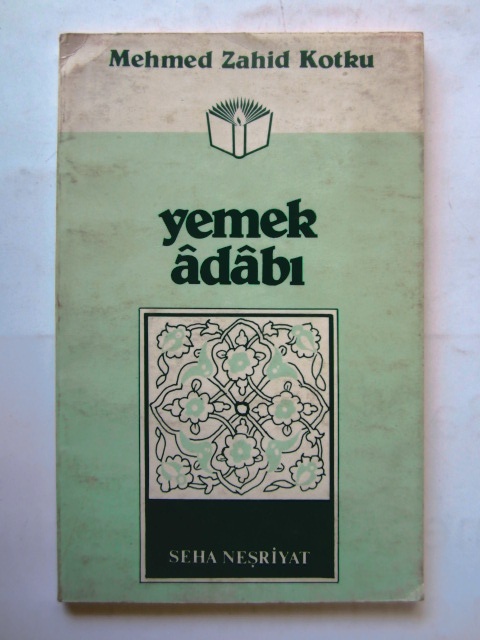 Mehmed Zahid Kotku
yemek
âdâbı
SEHA NEŞRİYAT